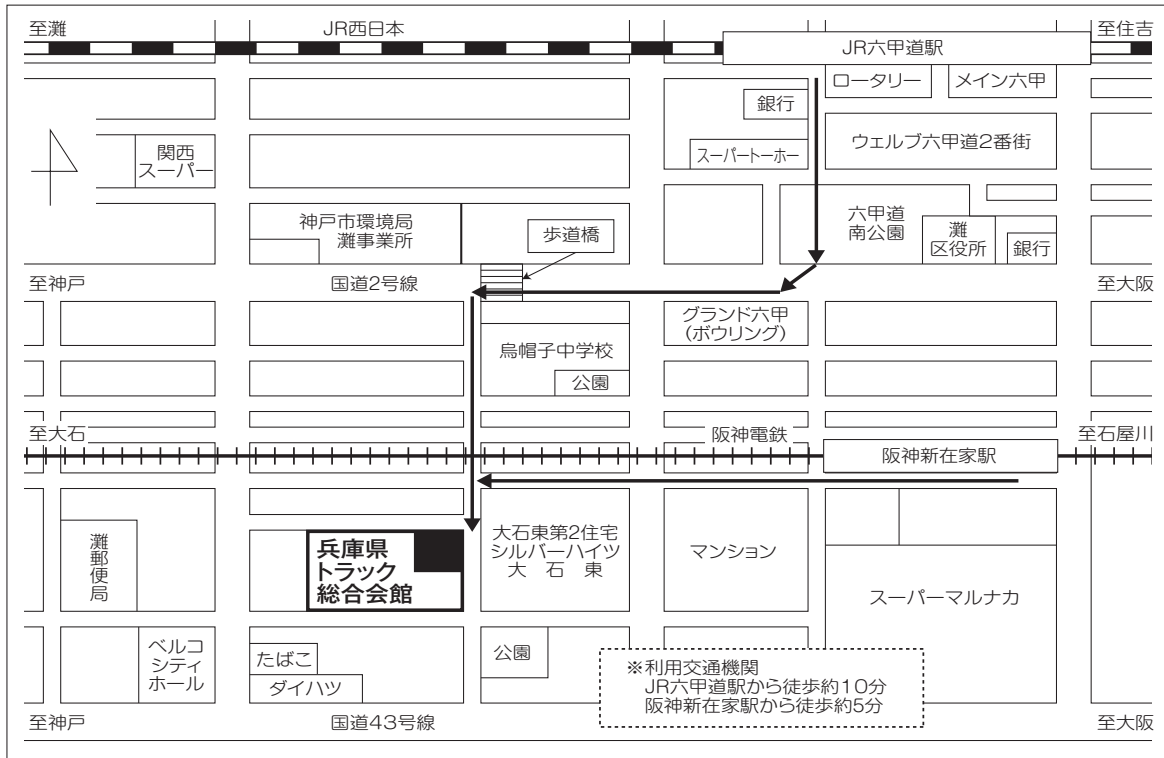 至灘
JR西日本
至住吉
JR六甲道駅
ロータリー
メイン六甲
銀行
関西
スーパー
スーパートーホー
ウェルブ六甲道2番街
神戸市環境局
灘事業所
歩道橋
六甲道
南公園
灘
区役所
銀行
至神戸
国道2号線
至大阪
グランド六甲
(ボウリング)
烏帽子中学校
公園
至大石
阪神電鉄
至石屋川
阪神新在家駅
灘郵便局
兵庫県
トラック
総合会館
大石東第2住宅
シルバーハイツ
大石東
マンション
スーパーマルナカ
ベルコ
シティ
ホール
たばこ
ダイハツ
公園
※利用交通機関
JR六甲道駅から徒歩約10分
阪神新在家駅から徒歩約5分
至神戸
国道43号線
至大阪